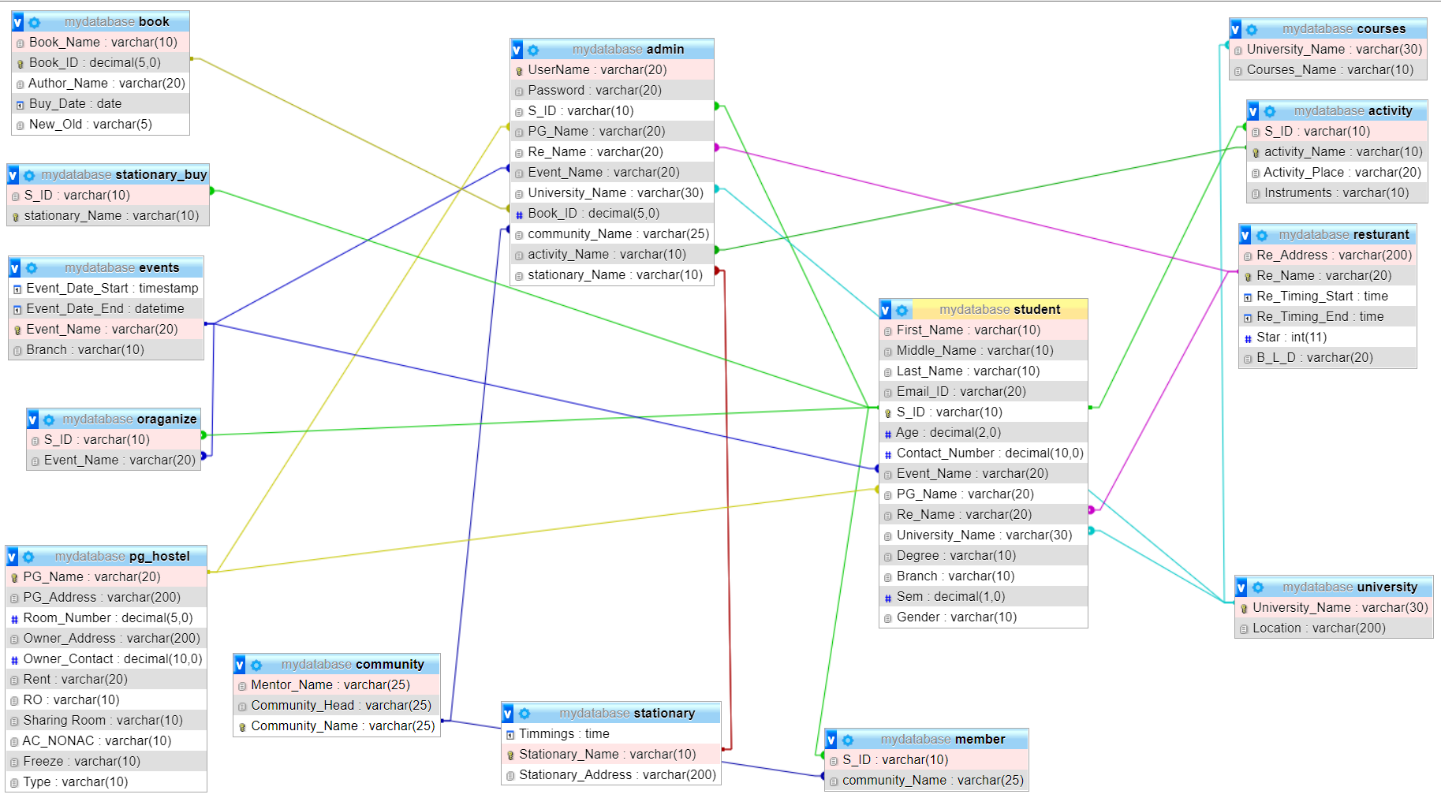 mydatabase book
Book_Name : varchar(10)
Book_ID : decimal(5,0)
Author_Name : varchar(20)
Buy_Date : date
New_Old : varchar(5)
mydatabase stationary_buy
S_ID : varchar(10)
stationary_Name : varchar(10)
mydatabase events
Event_Date_Start : timestamp
Event_Date_End : datetime
Event_Name : varchar(20)
Branch : varchar(10)
mydatabase oraganize
S_ID : varchar(10)
Event_Name : varchar(20)
mydatabase pg_hostel
PG_Name : varchar(20)
PG_Address : varchar(200)
Room_Number : decimal(5,0)
Owner_Address : varchar(200)
Owner_Contact : decimal(10,0)
Rent : varchar(20)
RO : varchar(10)
Sharing Room : varchar(10)
AC_NONAC : varchar(10)
Freeze : varchar(10)
Type : varchar(10)
mydatabase community
Mentor_Name : varchar(25)
Community_Head : varchar(25)
Community_Name : varchar(25)
mydatabase admin
UserName : varchar(20)
Password : varchar(20)
S_ID : varchar(10)
PG_Name : varchar(20)
Re_Name : varchar(20)
Event_Name : varchar(20)
University_Name : varchar(30)
Book_ID : decimal(5,0)
community_Name : varchar(25)
activity_Name : varchar(10)
stationary_Name : varchar(10)
mydatabase stationary
Timmings : time
Stationary_Name : varchar(10)
Stationary_Address : varchar(200)
mydatabase student
First_Name : varchar(10)
Middle_Name : varchar(10)
Last_Name : varchar(10)
Email_ID : varchar(20)
S_ID : varchar(10)
Age : decimal(2,0)
Contact_Number : decimal(10,0)
Event_Name : varchar(20)
PG_Name : varchar(20)
Re_Name : varchar(20)
University_Name : varchar(30)
Degree : varchar(10)
Branch : varchar(10)
Sem : decimal(1,0)
Gender : varchar(10)
mydatabase member
S_ID : varchar(10)
community_Name : varchar(25)
mydatabase courses
University_Name : varchar(30)
Courses_Name : varchar(10)
mydatabase activity
S_ID : varchar(10)
activity_Name : varchar(10)
Activity_Place : varchar(20)
Instruments : varchar(10)
mydatabase resturant
Re_Address : varchar(200)
Re_Name : varchar(20)
Re_Timing_Start : time
Re_Timing_End : time
Star : int(11)
B_L_D : varchar(20)
mydatabase university
University_Name : varchar(30)
Location : varchar(200)